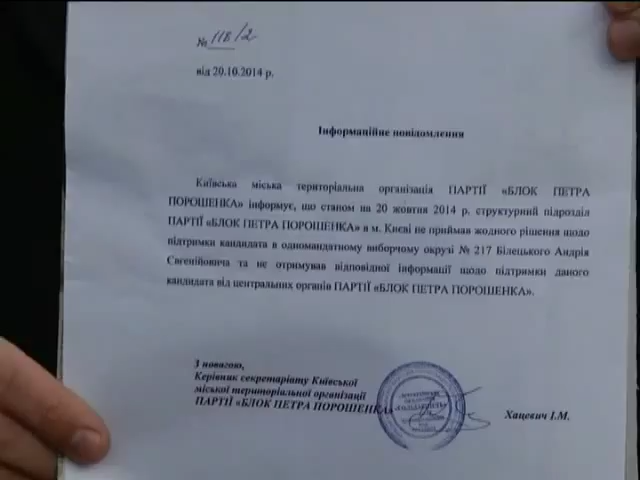 № 118/2
від 20.10.2014 р.
Інформаційне повідомлення
Київська міська територіальна організація ПАРТІЇ «БЛОК ПЕТРА
ПОРОШЕНКА» інформує, що станом на 20 жовтня 2014 р. структурний підрозділ
ПАРТІЇ «БЛОК ПЕТРА ПОРОШЕНКА» в м. Києві не приймав жодного рішення щодо
підтримки кандидата в одномандатному виборчому окрузі № 217 Білецького Андрія
Євгенійовича та не отримував відповідної інформації щодо підтримки даного
кандидата від центральних органів ПАРТІЇ «БЛОК ПЕТРА ПОРОШЕНКА».
З повагою,
Керівник секретаріату Київської
міської територіальної організації
ПАРТІЇ «БЛОК ПЕТРА ПОРОШЕНКА»
Хацевич І.М.